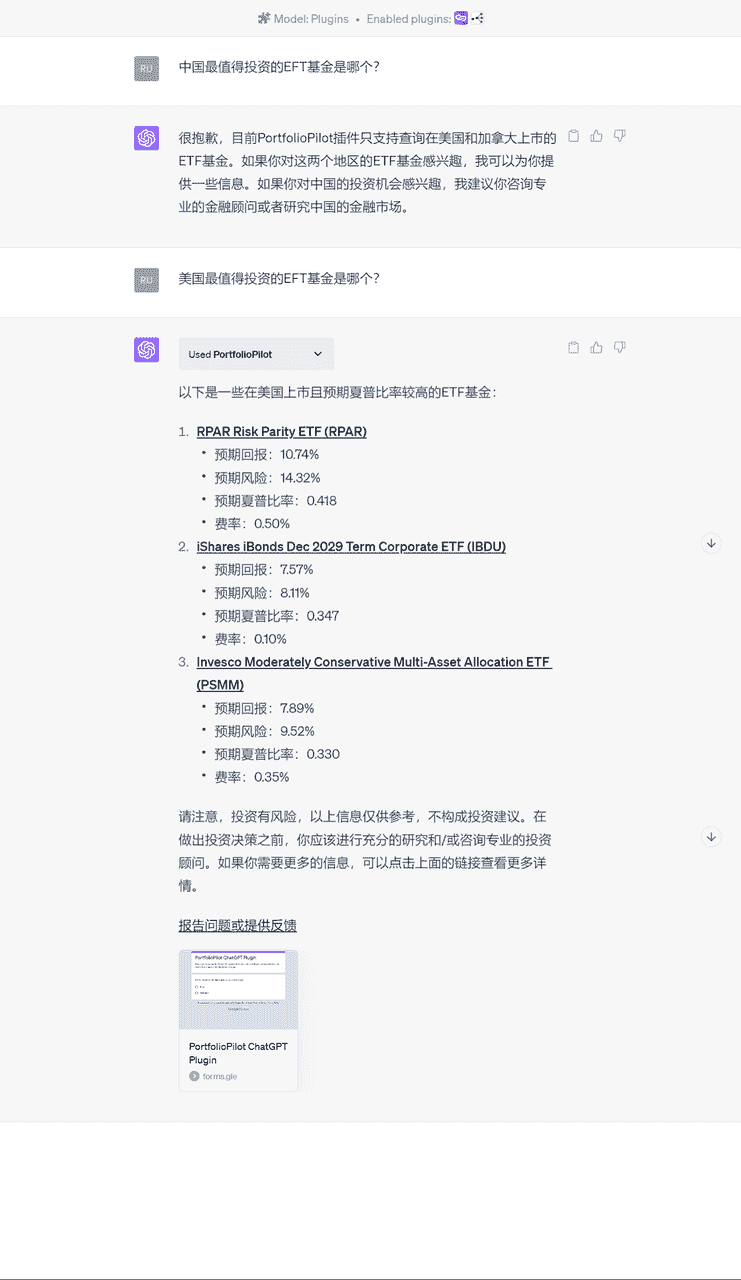 Model: Plugins • Enabled plugins:
RU
中国最值得投资的EFT基金是哪个?
很抱歉，目前PortfolioPilot插件只支持查询在美国和加拿大上市的
ETF基金。如果你对这两个地区的ETF基金感兴趣，我可以为你提
供一些信息。如果你对中国的投资机会感兴趣，我建议你咨询专
业的金融顾问或者研究中国的金融市场。
RU
美国最值得投资的EFT基金是哪个?
Used PortfolioPilot
以下是一些在美国上市且预期夏普比率较高的ETF基金：
1. RPAR Risk Parity ETF (RPAR)
• 预期回报：10.74%
• 预期风险：14.32%
• 预期夏普比率：0.418
• 费率：0.50%
2. iShares iBonds Dec 2029 Term Corporate ETF (IBDU)
• 预期回报：7.57%
• 预期风险：8.11%
• 预期夏普比率：0.347
• 费率：0.10%
3. Invesco Moderately Conservative Multi-Asset Allocation ETF
(PSMM)
• 预期回报：7.89%
• 预期风险：9.52%
• 预期夏普比率：0.330
• 费率：0.35%
请注意，投资有风险，以上信息仅供参考，不构成投资建议。在
做出投资决策之前，你应该进行充分的研究和/或咨询专业的投资
顾问。如果你需要更多的信息，可以点击上面的链接查看更多详
情。
报告问题或提供反馈
PortfolioPilot ChatGPT Plugin
PortfolioPilot ChatGPT
Plugin
forms.gle